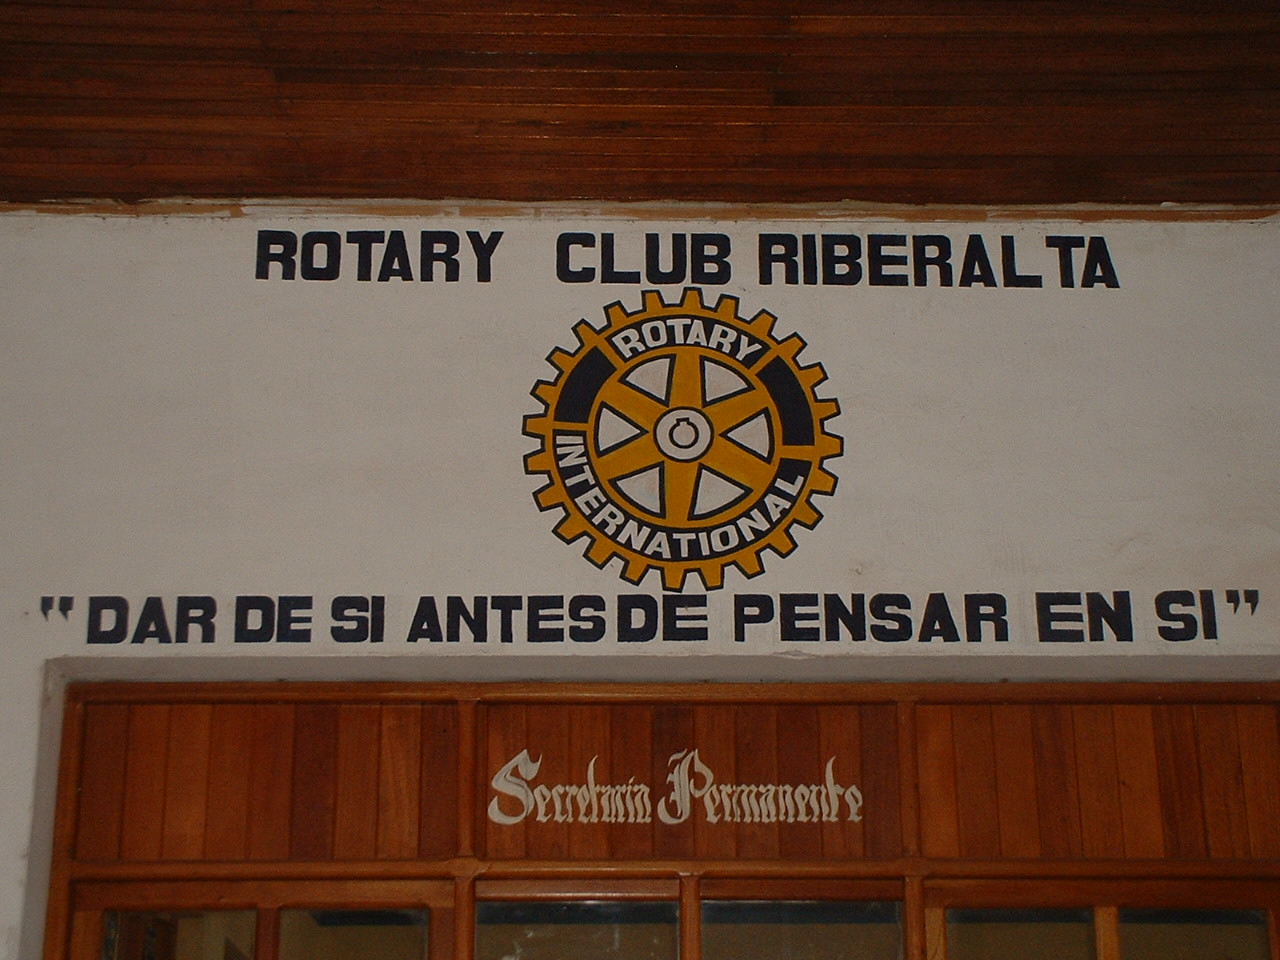 ROTARY CLUB RIBERALTA
ROTARY
INTERNATIONAL
"DAR DE SI ANTES DE PENSAR EN SI"
Secretaria Permanente